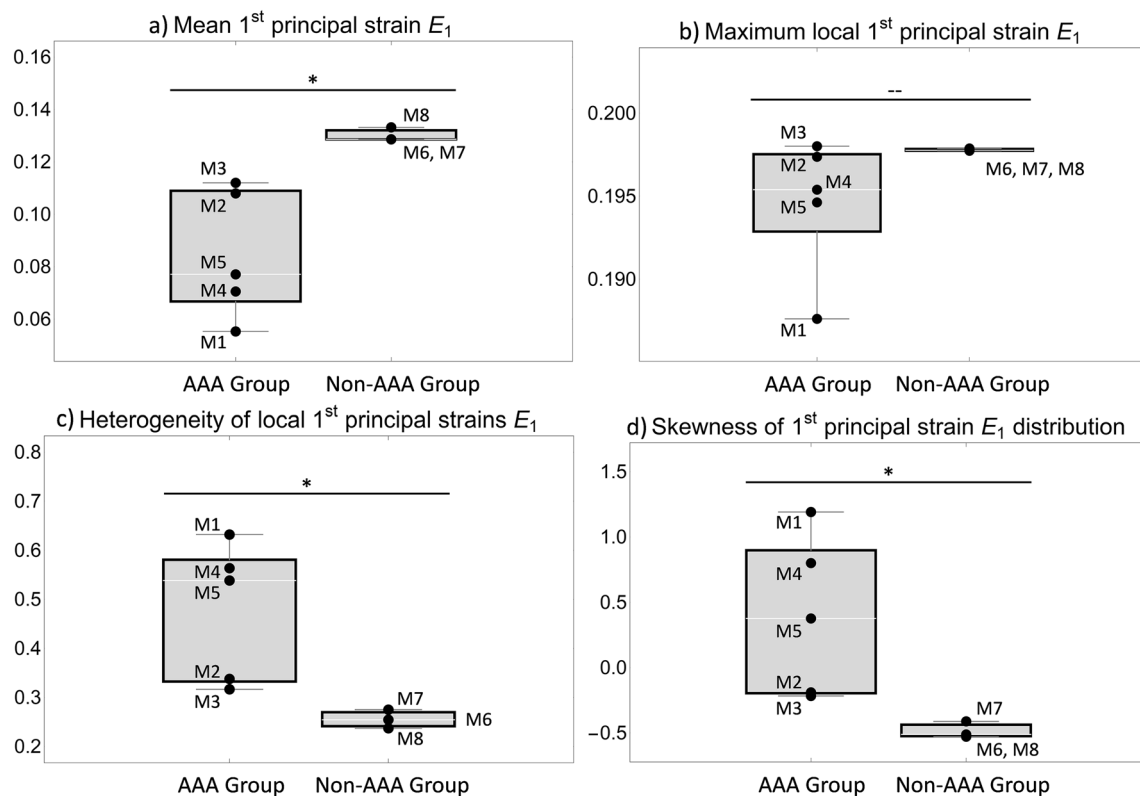 a) Mean 1st principal strain E1
0.16
0.14
0.12
0.10
0.08
0.06
*
M3
M2
M5
M4
M1
M8
M6, M7
AAA Group
Non-AAA Group
b) Maximum local 1st principal strain E1
0.200
0.195
0.190
--
M3
M2
M4
M5
M1
M6, M7, M8
AAA Group
Non-AAA Group
c) Heterogeneity of local 1st principal strains E1
0.8
0.7
0.6
0.5
0.4
0.3
0.2
*
M1
M4
M5
M2
M3
M7
M6
M8
AAA Group
Non-AAA Group
d) Skewness of 1st principal strain E1 distribution
1.5
1.0
0.5
0.0
−0.5
*
M1
M4
M5
M2
M3
M7
M6, M8
AAA Group
Non-AAA Group